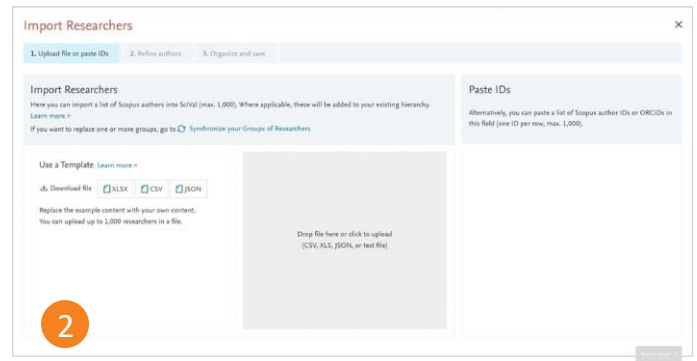 Import Researchers
×
1. Upload file or paste IDs
2. Refine authors
3. Organize and save
Import Researchers
Here you can import a list of Scopus authors into SciVal (max. 1,000). Where applicable, these will be added to your existing hierarchy.
Learn more ↗
If you want to replace one or more groups, go to Synchronize your Groups of Researchers
Paste IDs
Alternatively, you can paste a list of Scopus author IDs or ORCIDs in
this field (one ID per row, max. 1,000).
Use a Template Learn more ↗
Download file XLSX CSV JSON
Replace the example content with your own content.
You can upload up to 1,000 researchers in a file.
Drop file here or click to upload
(CSV, XLS, JSON, or text file)
2
Next step >